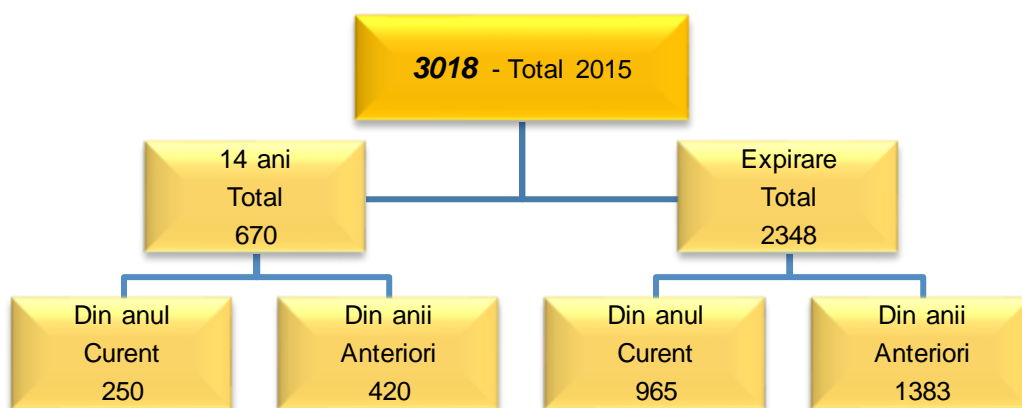 3018 - Total 2015
14 ani
Total
670
Expirare
Total
2348
Din anul
Curent
250
Din anii
Anteriori
420
Din anul
Curent
965
Din anii
Anteriori
1383